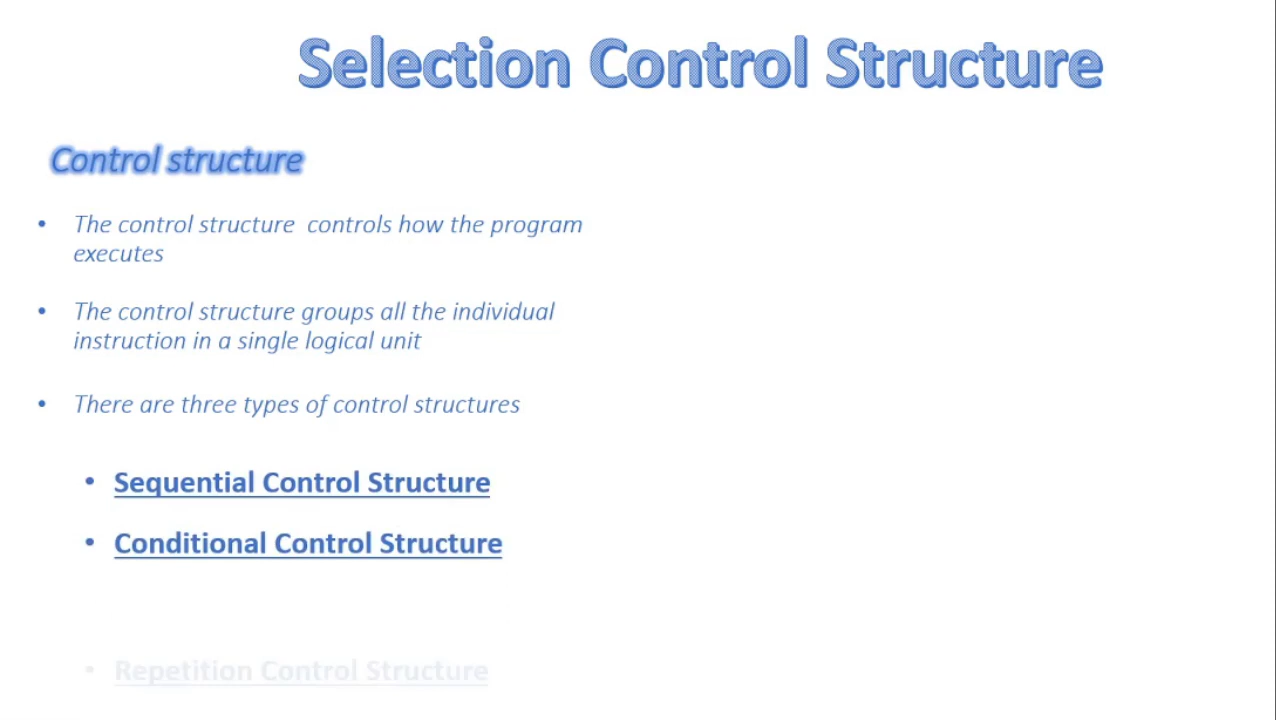 Selection Control Structure
Control structure
• The control structure  controls how the program
executes
• The control structure groups all the individual
instruction in a single logical unit
• There are three types of control structures
• Sequential Control Structure
• Conditional Control Structure
• Repetition Control Structure